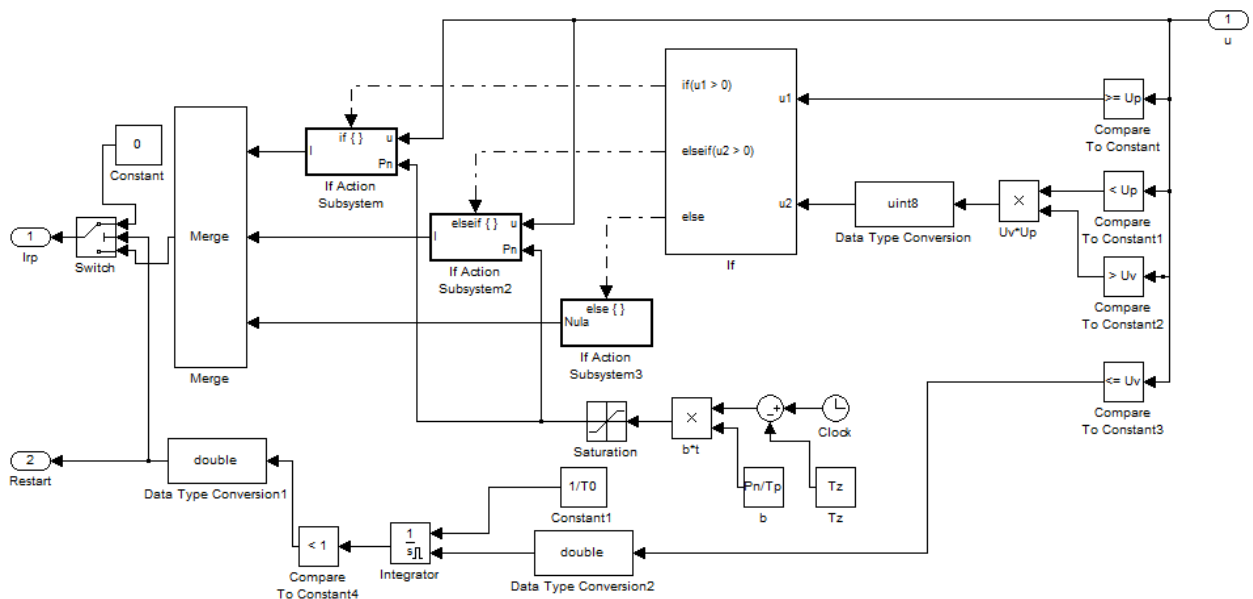 1
u
if(u1 > 0)
u1
>= Up
Compare
To Constant
0
Constant
if { }
u
I
Pn
If Action
Subsystem
elseif(u2 > 0)
< Up
Compare
To Constant1
uint8
Data Type Conversion
×
Uv*Up
u2
else
elseif { }
u
I
Pn
If Action
Subsystem2
1
Irp
Switch
Merge
Merge
If
> Uv
Compare
To Constant2
else { }
Nula
If Action
Subsystem3
<= Uv
Compare
To Constant3
Saturation
×
b*t
+
−
Clock
2
Restart
double
Data Type Conversion1
1/T0
Constant1
Pn/Tp
b
Tz
Tz
< 1
Compare
To Constant4
1
s
Integrator
double
Data Type Conversion2